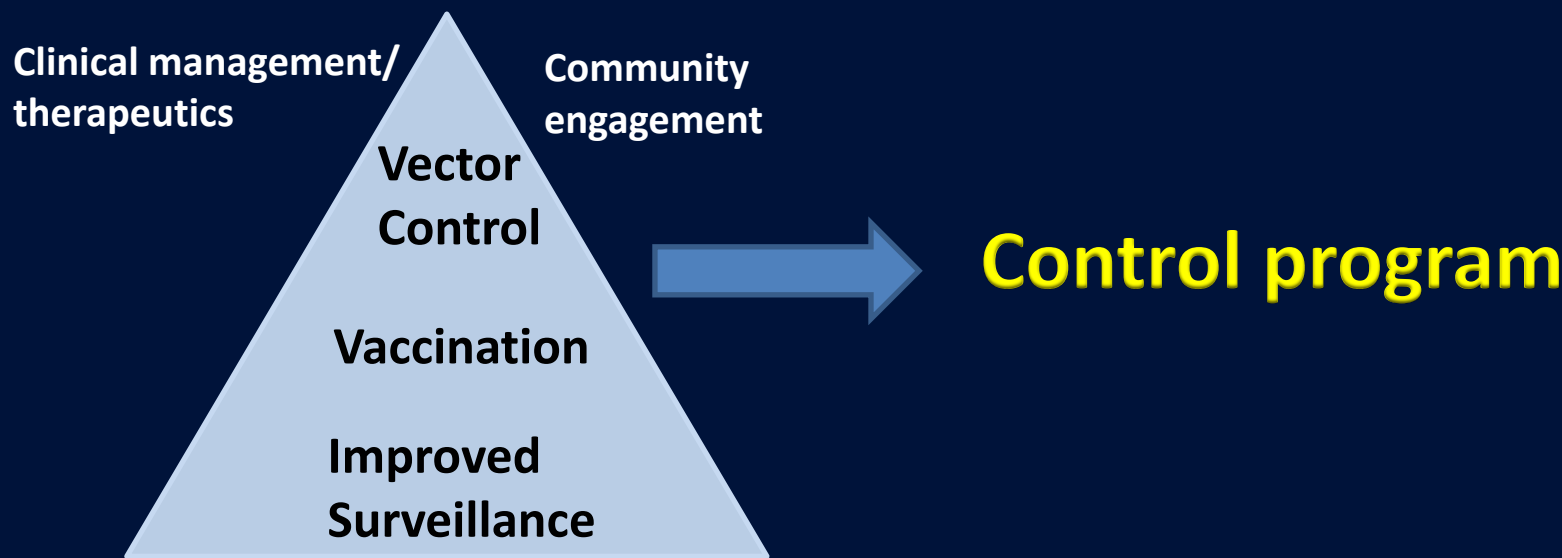 Clinical management/
therapeutics
Community
engagement
Vector
Control
Control program
Vaccination
Improved
Surveillance